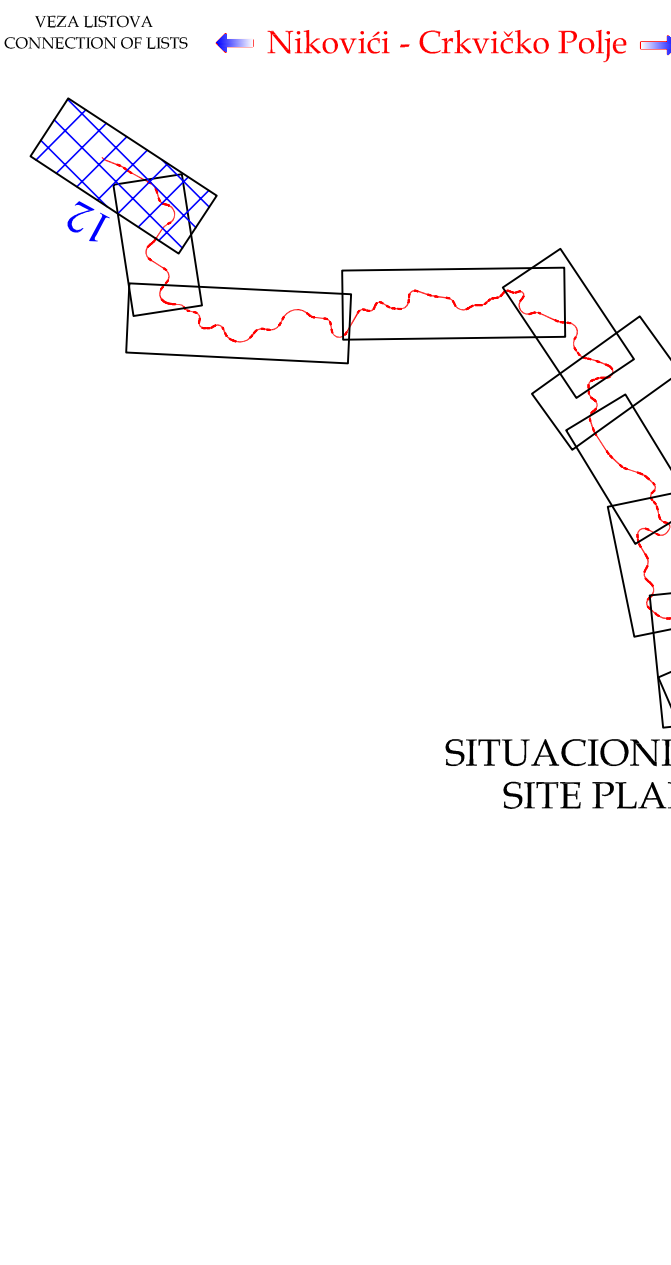 VEZA LISTOVA
CONNECTION OF LISTS
Nikovići - Crkvičko Polje
12
SITUACIONI
SITE PLA